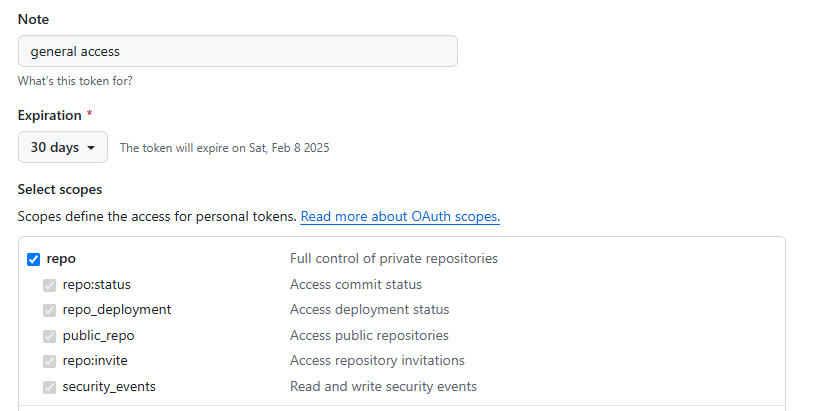 Note
general access
What's this token for?
Expiration *
30 days The token will expire on Sat, Feb 8 2025
Select scopes
Scopes define the access for personal tokens. Read more about OAuth scopes.
repo Full control of private repositories
repo:status Access commit status
repo_deployment Access deployment status
public_repo Access public repositories
repo:invite Access repository invitations
security_events Read and write security events